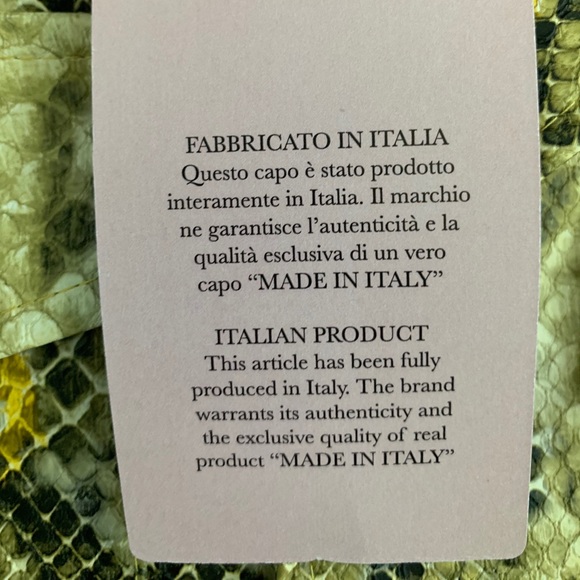 FABBRICATO IN ITALIA
Questo capo è stato prodotto
interamente in Italia. Il marchio
ne garantisce l'autenticità e la
qualità esclusiva di un vero
capo “MADE IN ITALY”
ITALIAN PRODUCT
This article has been fully
produced in Italy. The brand
warrants its authenticity and
the exclusive quality of real
product “MADE IN ITALY”